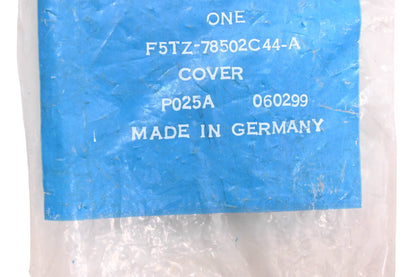 ONE
F5TZ-78502C44-A
COVER
P025A 060299
MADE IN GERMANY